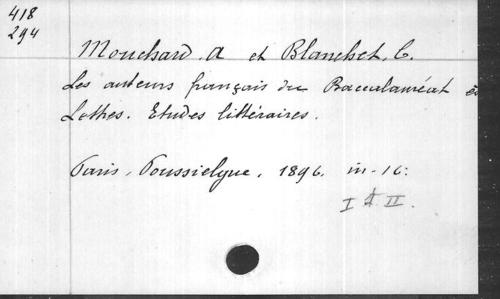 418
294
Mouchard, A et Blanchet, C.
Les auteurs français du Baccalauréat ès
Lettres. Etudes littéraires.
Paris, Poussielgue, 1896. in-16:
I & II.